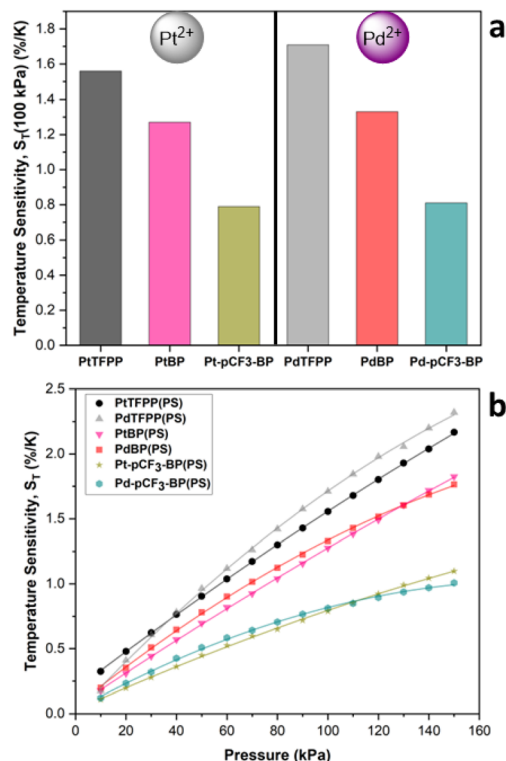 a
Pt2+
Pd2+
Temperature Sensitivity, ST(100 kPa) (%/K)
1.8
1.6
1.4
1.2
1.0
0.8
0.6
0.4
0.2
0.0
PtTFPP PtBP Pt-pCF3-BP PdTFPP PdBP Pd-pCF3-BP
b
Temperature Sensitivity, ST (%/K)
2.5
2.0
1.5
1.0
0.5
0.0
PtTFPP(PS)
PdTFPP(PS)
PtBP(PS)
PdBP(PS)
Pt-pCF3-BP(PS)
Pd-pCF3-BP(PS)
0 20 40 60 80 100 120 140 160
Pressure (kPa)